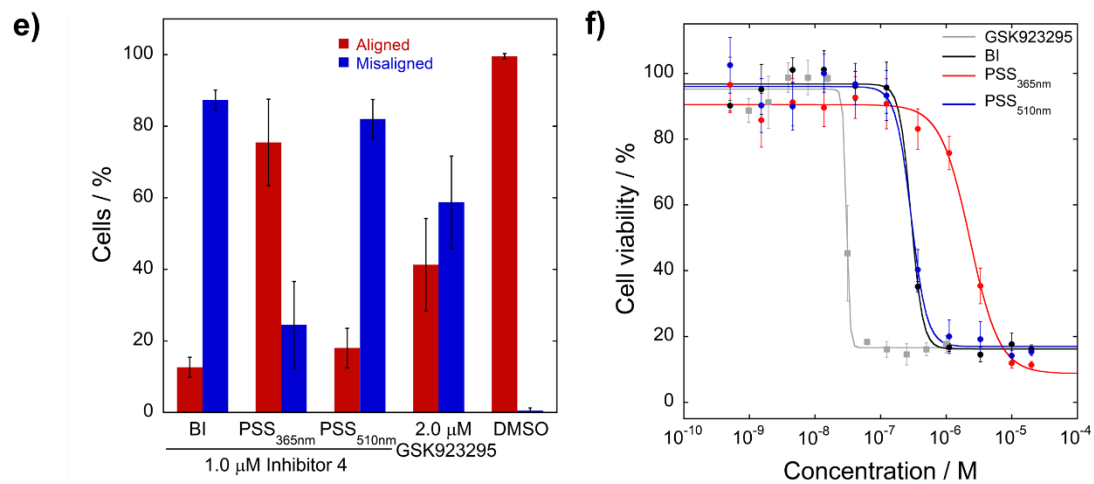 e)
Aligned
Misaligned
Cells / %
100
80
60
40
20
0
BI PSS365nm PSS510nm 2.0 μM GSK923295 DMSO
1.0 μM Inhibitor 4
f)
GSK923295
BI
PSS365nm
PSS510nm
Cell viability / %
100
80
60
40
20
0
10-10 10-9 10-8 10-7 10-6 10-5 10-4
Concentration / M